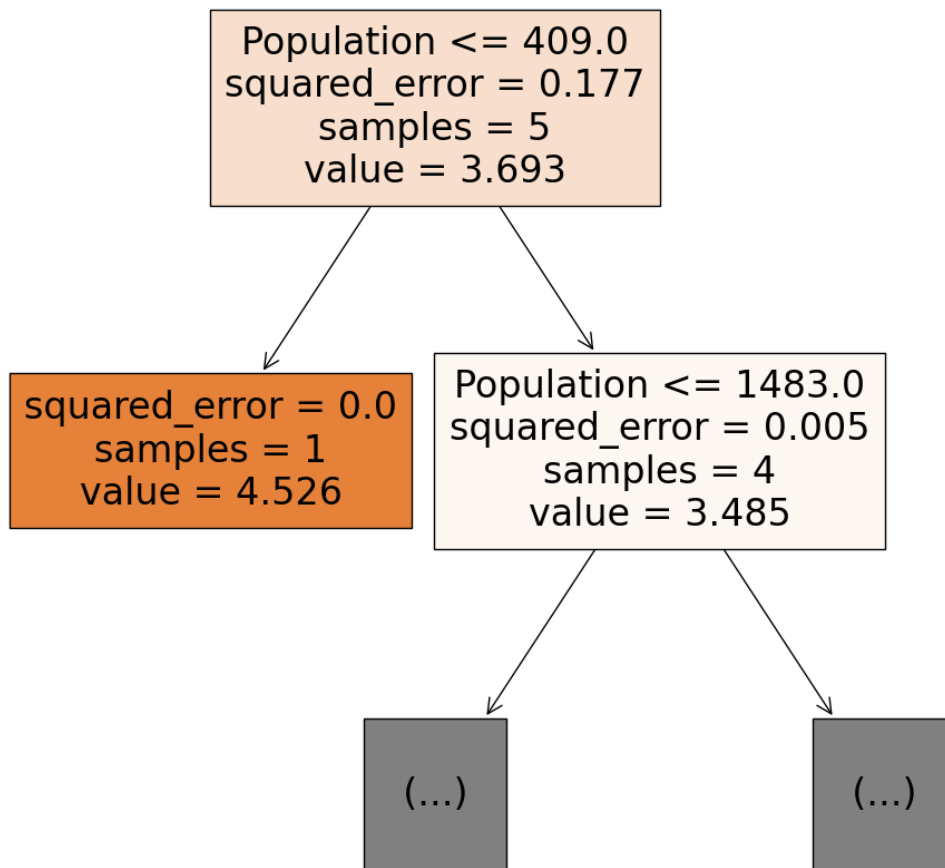 Population <= 409.0
squared_error = 0.177
samples = 5
value = 3.693
squared_error = 0.0
samples = 1
value = 4.526
Population <= 1483.0
squared_error = 0.005
samples = 4
value = 3.485
(...)
(...)